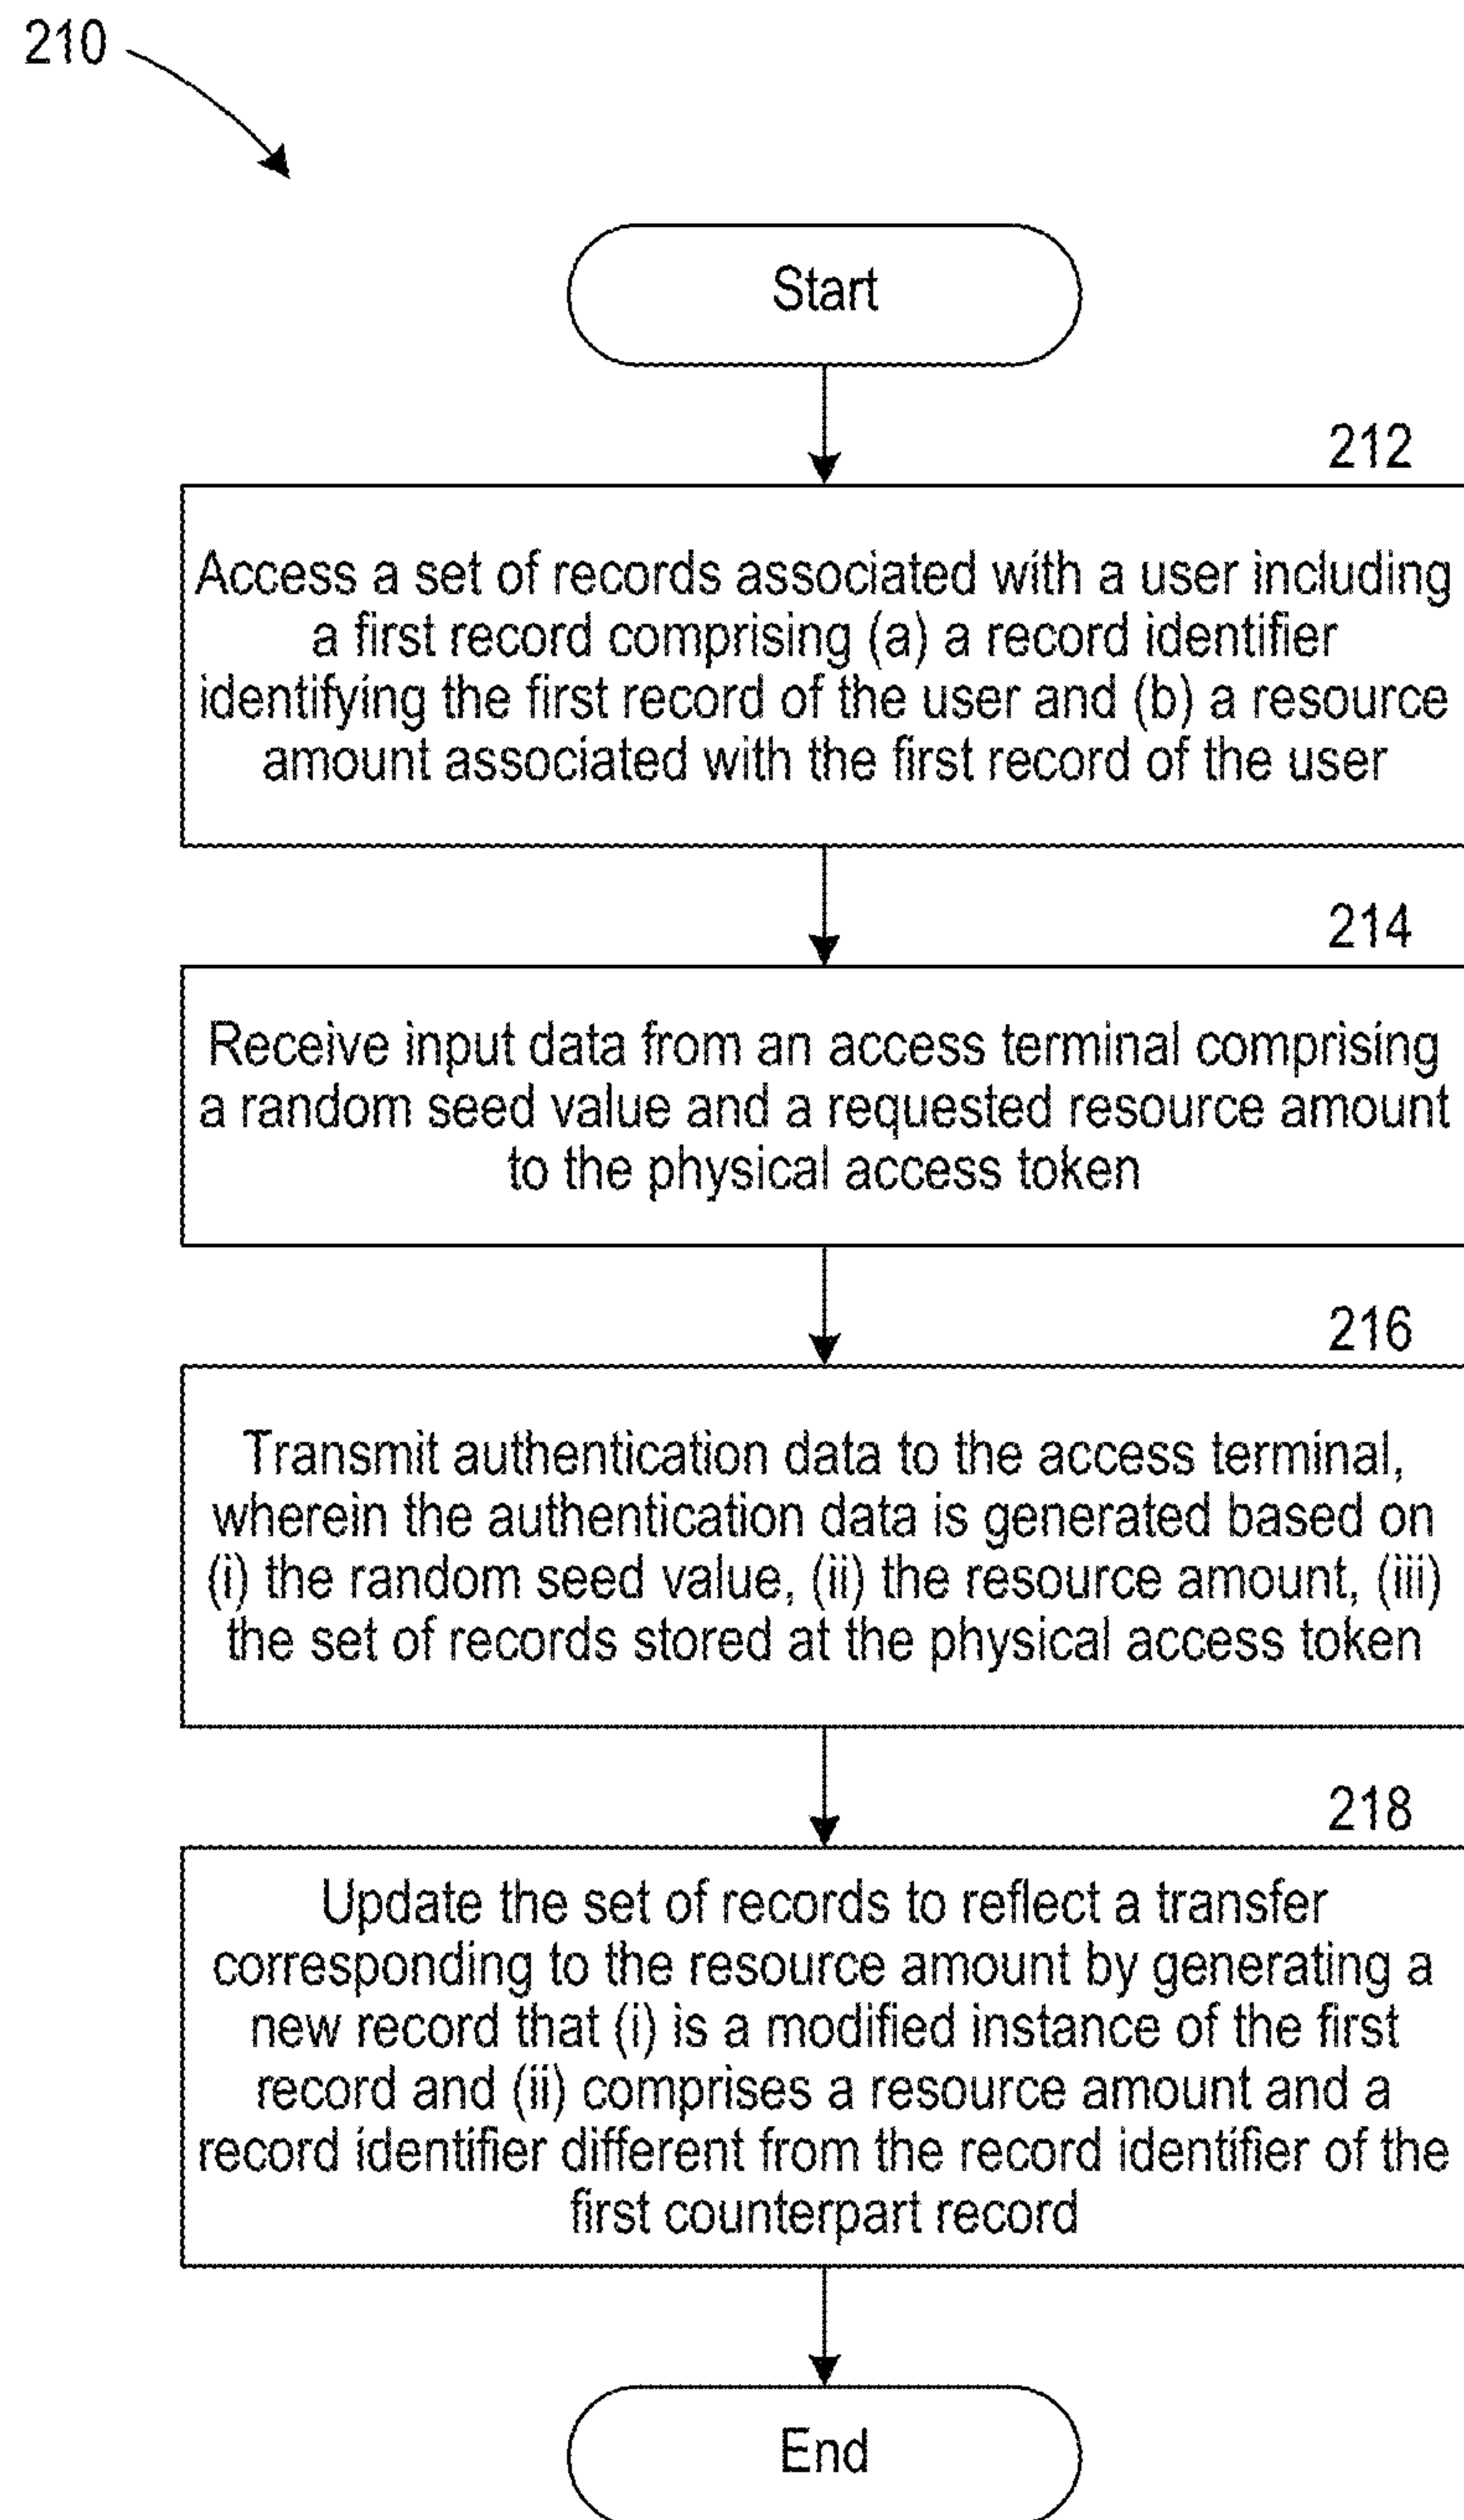 210
Start
212
Access a set of records associated with a user including
a first record comprising (a) a record identifier
identifying the first record of the user and (b) a resource
amount associated with the first record of the user
214
Receive input data from an access terminal comprising
a random seed value and a requested resource amount
to the physical access token
216
Transmit authentication data to the access terminal,
wherein the authentication data is generated based on
(i) the random seed value, (ii) the resource amount, (iii)
the set of records stored at the physical access token
218
Update the set of records to reflect a transfer
corresponding to the resource amount by generating a
new record that (i) is a modified instance of the first
record and (ii) comprises a resource amount and a
record identifier different from the record identifier of the
first counterpart record
End